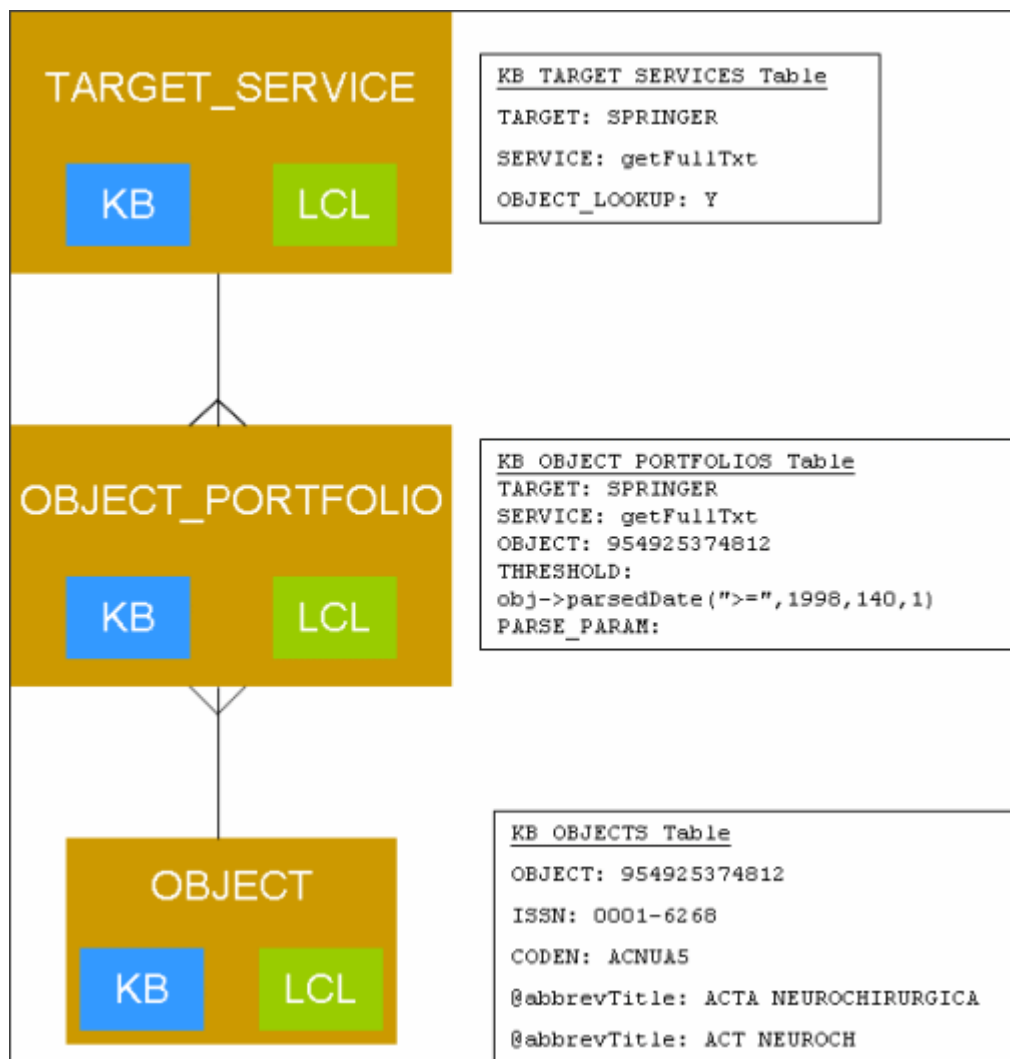 TARGET_SERVICE
KB LCL
KB TARGET SERVICES Table
TARGET: SPRINGER
SERVICE: getFullTxt
OBJECT_LOOKUP: Y
OBJECT_PORTFOLIO
KB LCL
KB OBJECT PORTFOLIOS Table
TARGET: SPRINGER
SERVICE: getFullTxt
OBJECT: 954925374812
THRESHOLD:
obj->parsedDate(">=",1998,140,1)
PARSE_PARAM:
OBJECT
KB LCL
KB OBJECTS Table
OBJECT: 954925374812
ISSN: 0001-6268
CODEN: ACNUA5
@abbrevTitle: ACTA NEUROCHIRURGICA
@abbrevTitle: ACT NEUROCH